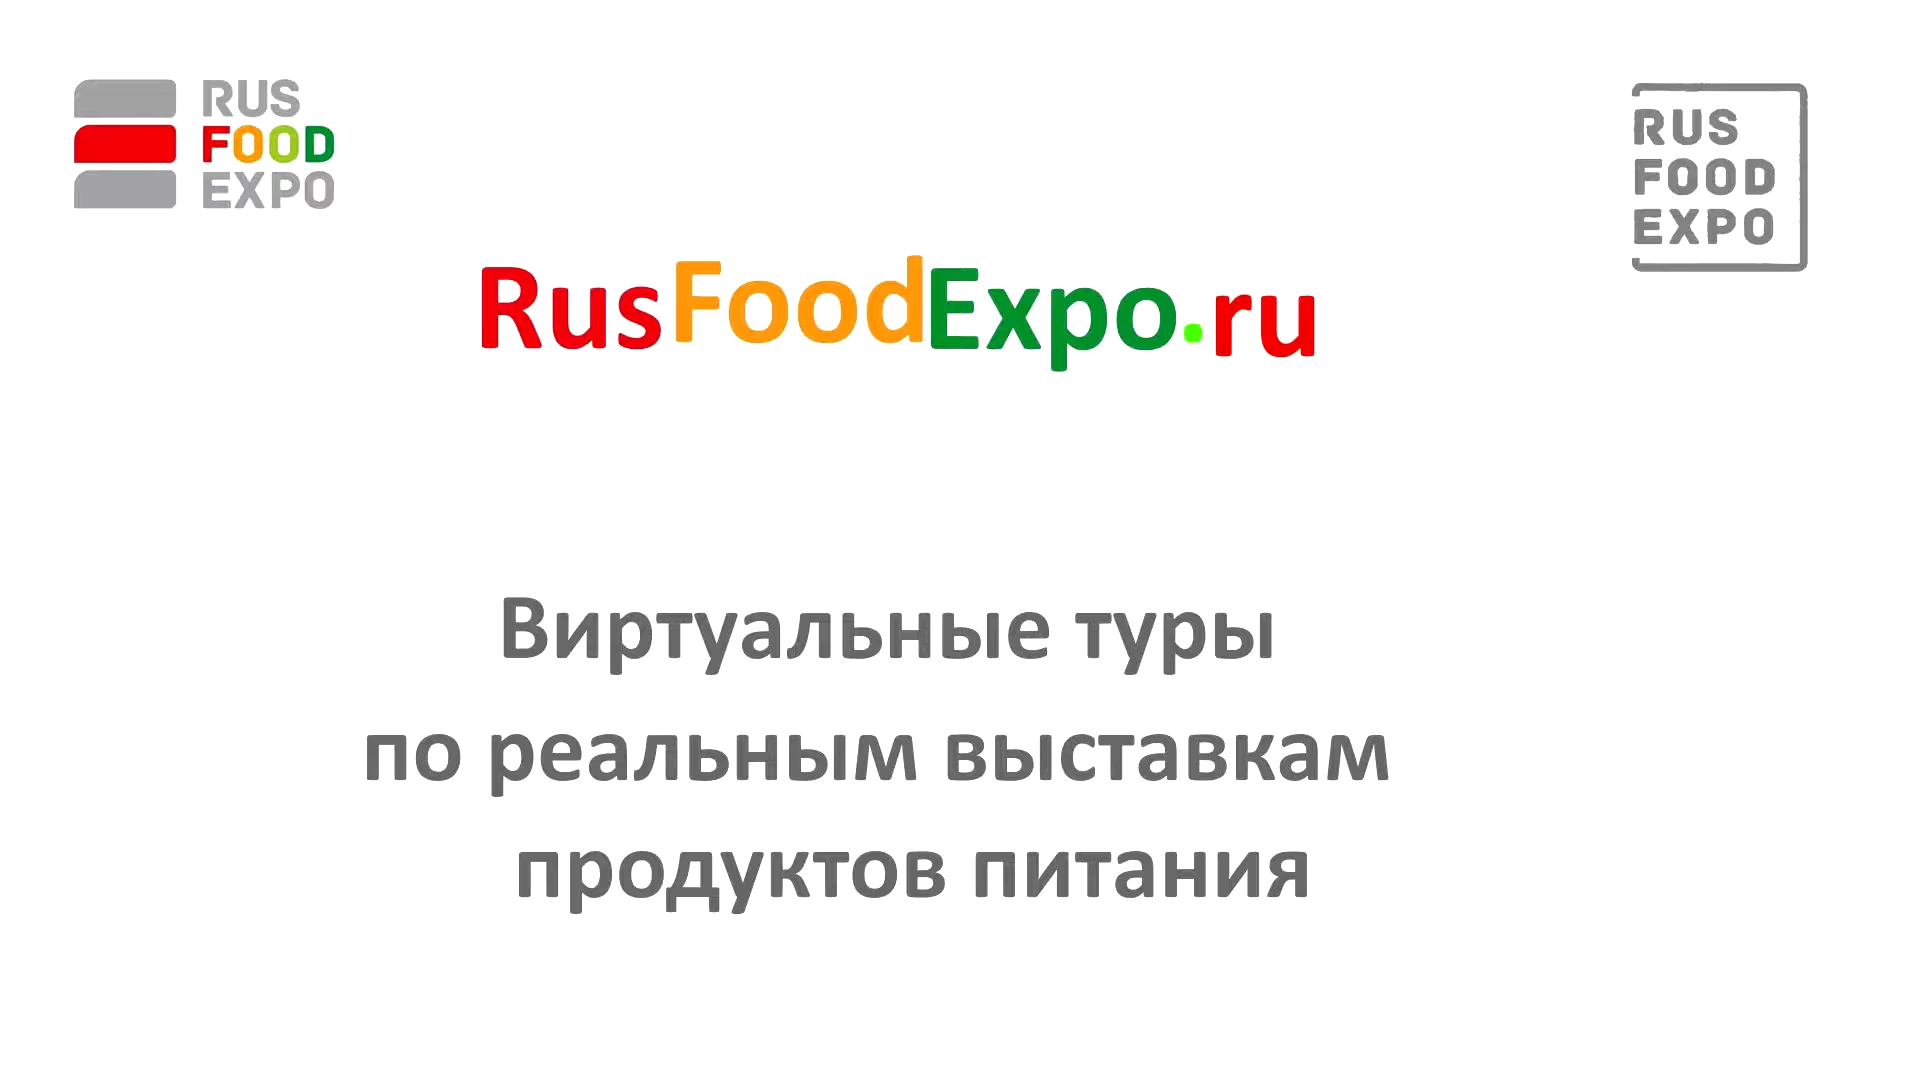 RUS
FOOD
EXPO
RUS
FOOD
EXPO
RusFoodExpo.ru
Виртуальные туры
по реальным выставкам
продуктов питания